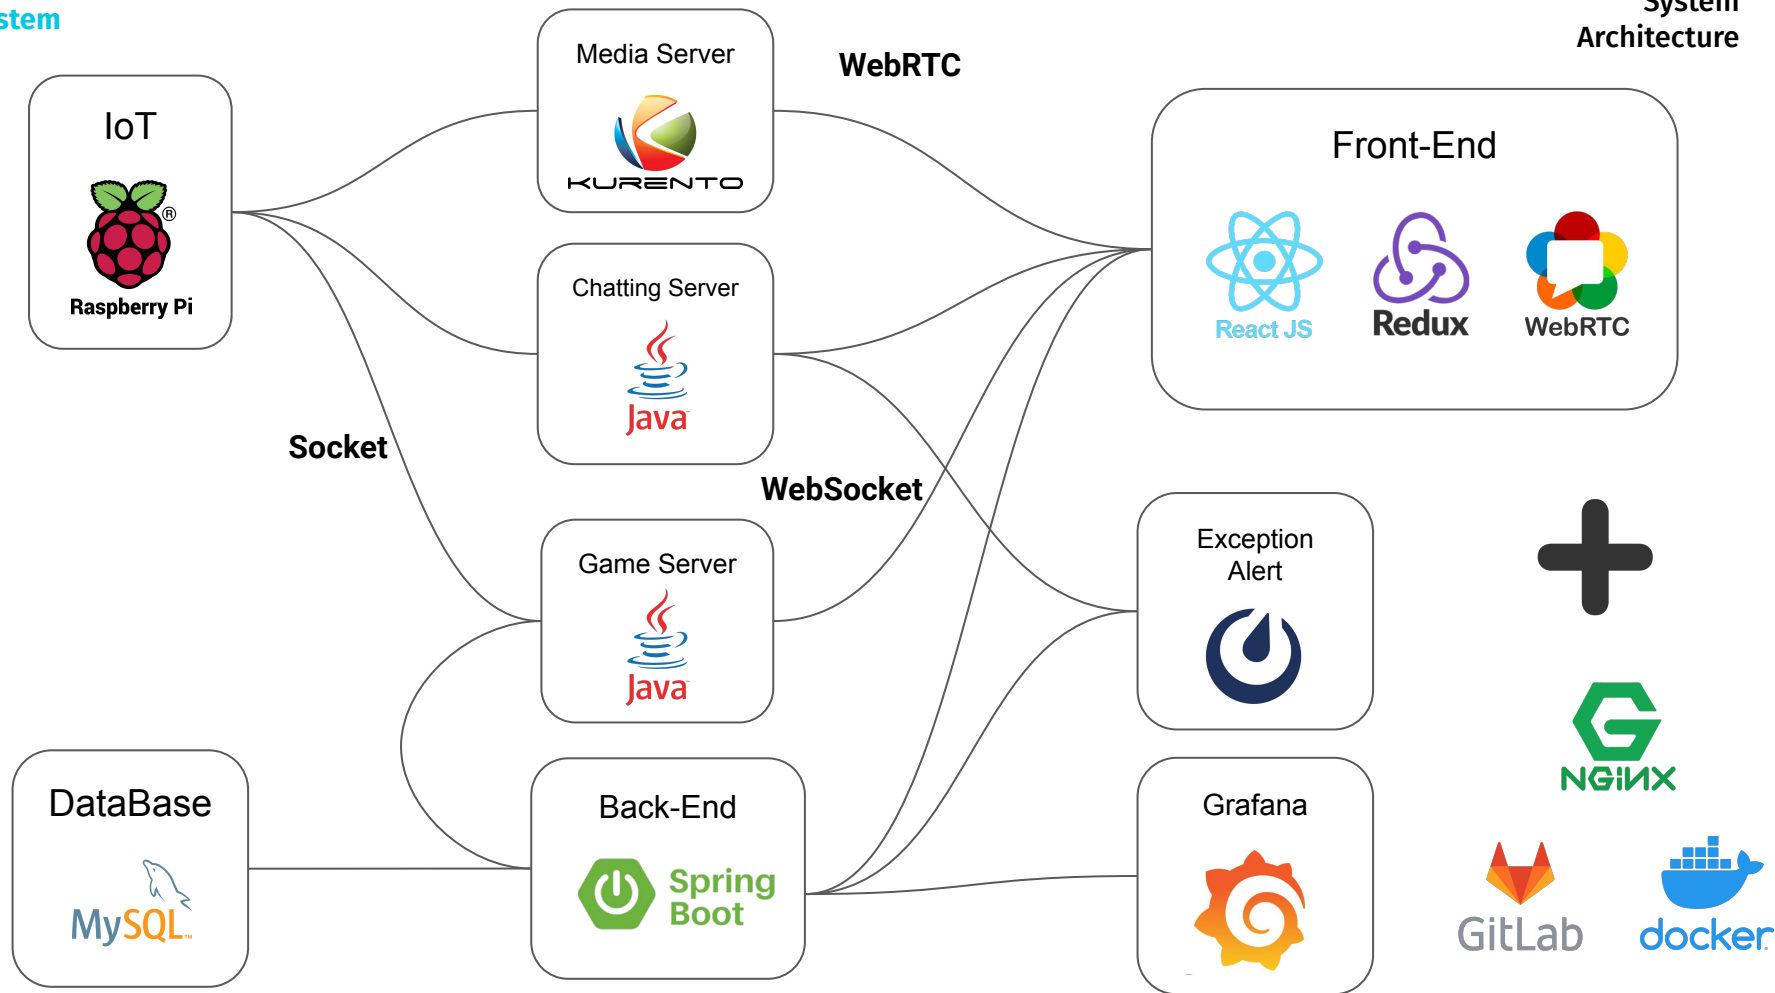 stem
System
Architecture
IoT
Raspberry Pi
®
Media Server
KURENTO
WebRTC
Front-End
React JS
Redux
WebRTC
Chatting Server
Java
Socket
WebSocket
Game Server
Java
Exception
Alert
NGiNX
DataBase
MySQL™
Back-End
Spring
Boot
Grafana
GitLab
docker